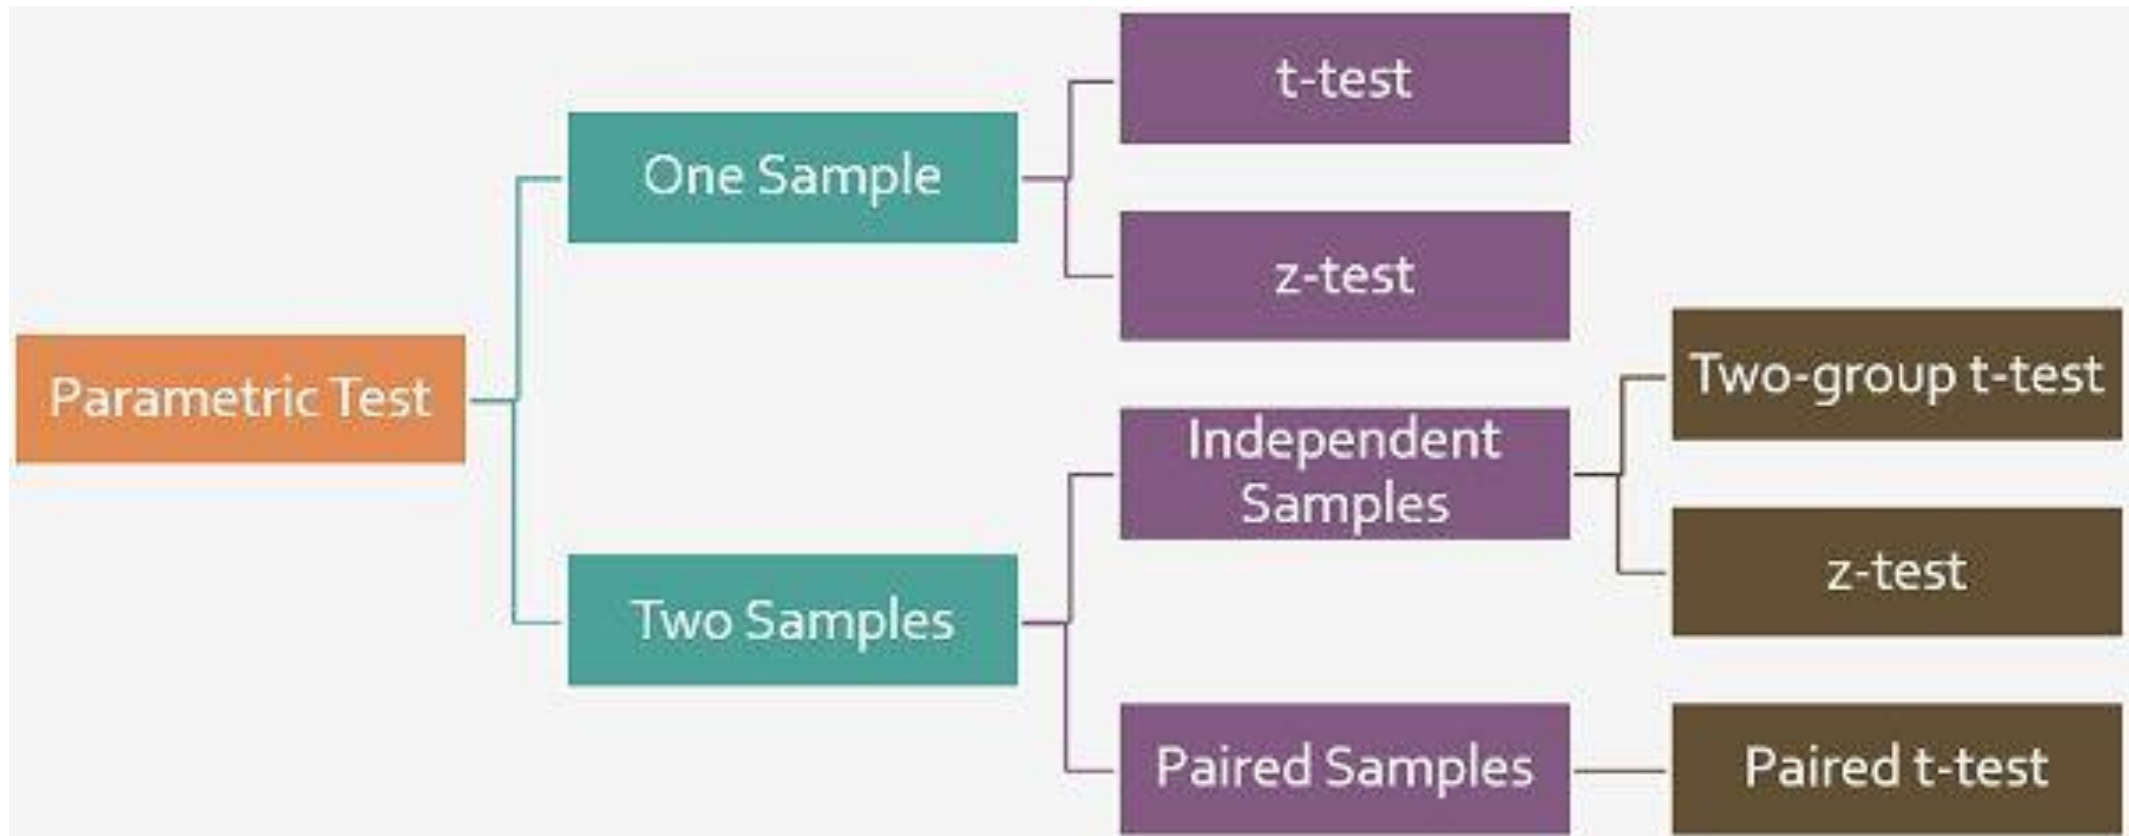 Parametric Test
One Sample
t-test
z-test
Two Samples
Independent
Samples
Two-group t-test
z-test
Paired Samples
Paired t-test